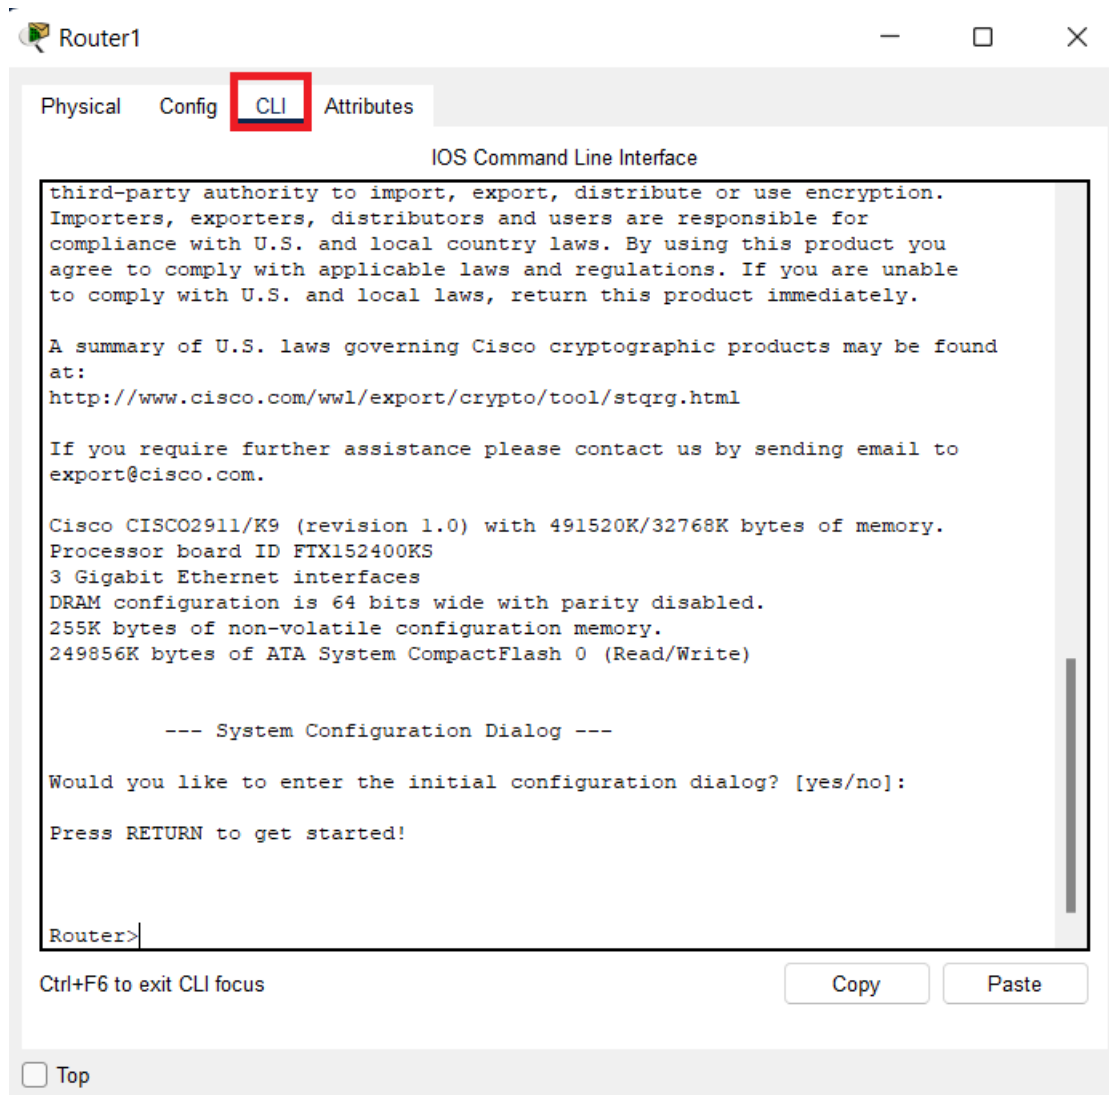 Router1
Physical Config CLI Attributes
IOS Command Line Interface
third-party authority to import, export, distribute or use encryption.
Importers, exporters, distributors and users are responsible for
compliance with U.S. and local country laws. By using this product you
agree to comply with applicable laws and regulations. If you are unable
to comply with U.S. and local laws, return this product immediately.
A summary of U.S. laws governing Cisco cryptographic products may be found
at:
http://www.cisco.com/wwl/export/crypto/tool/stqrg.html
If you require further assistance please contact us by sending email to
export@cisco.com.
Cisco CISCO2911/K9 (revision 1.0) with 491520K/32768K bytes of memory.
Processor board ID FTX152400KS
3 Gigabit Ethernet interfaces
DRAM configuration is 64 bits wide with parity disabled.
255K bytes of non-volatile configuration memory.
249856K bytes of ATA System CompactFlash 0 (Read/Write)
--- System Configuration Dialog ---
Would you like to enter the initial configuration dialog? [yes/no]:
Press RETURN to get started!
Router>
Ctrl+F6 to exit CLI focus
Copy Paste
Top